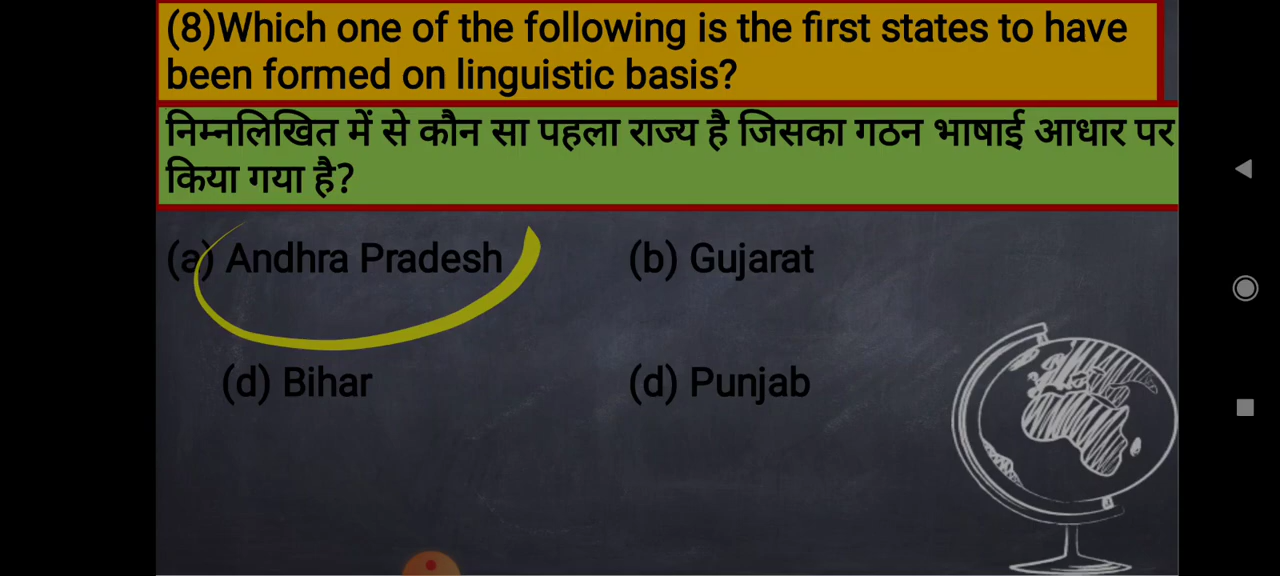 (8)Which one of the following is the first states to have
been formed on linguistic basis?
निम्नलिखित में से कौन सा पहला राज्य है जिसका गठन भाषाई आधार पर
किया गया है?
(a) Andhra Pradesh (b) Gujarat
(d) Bihar (d) Punjab